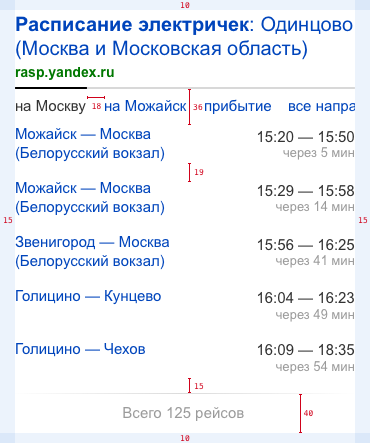 10
Расписание электричек: Одинцово
(Москва и Московская область)
rasp.yandex.ru
на Москву 18 на Можайск 36 прибытие все напра
Можайск — Москва 15:20 — 15:50
(Белорусский вокзал) через 5 мин
19
Можайск — Москва 15:29 — 15:58
(Белорусский вокзал) через 14 мин
15 15
Звенигород — Москва 15:56 — 16:25
(Белорусский вокзал) через 41 мин
Голицино — Кунцево 16:04 — 16:23
через 49 мин
Голицино — Чехов 16:09 — 18:35
через 54 мин
15
Всего 125 рейсов 40
10